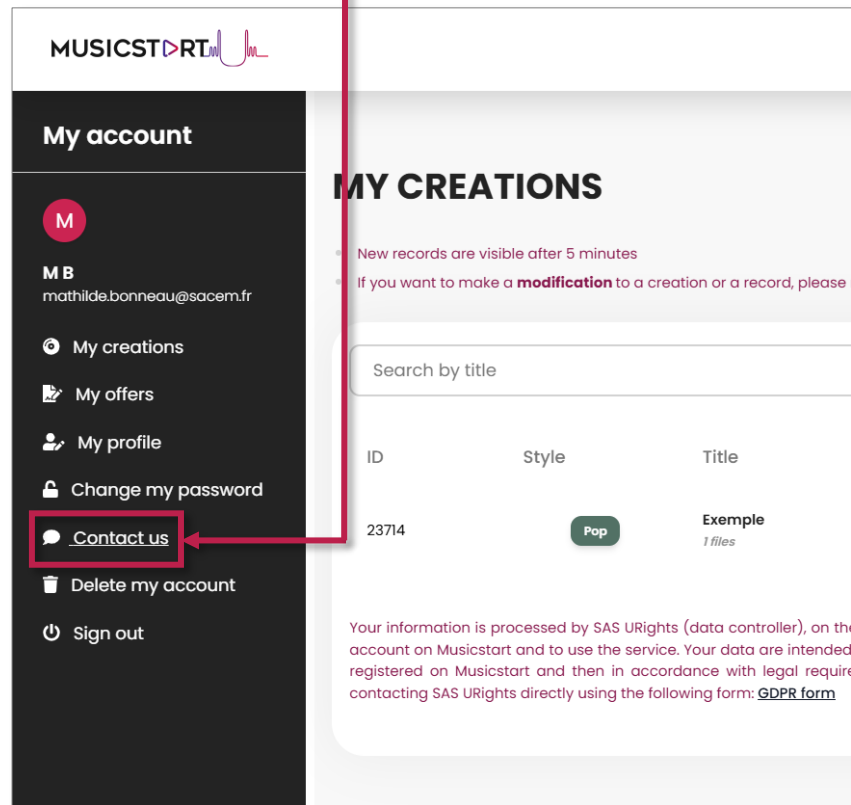 MUSICSTART
My account
M
M B
mathilde.bonneau@sacem.fr
My creations
My offers
My profile
Change my password
Contact us
Delete my account
Sign out
MY CREATIONS
New records are visible after 5 minutes
If you want to make a modification to a creation or a record, please
Search by title
ID Style Title
23714 Pop Exemple
1 files
Your information is processed by SAS URights (data controller), on the
account on Musicstart and to use the service. Your data are intended
registered on Musicstart and then in accordance with legal require
contacting SAS URights directly using the following form: GDPR form